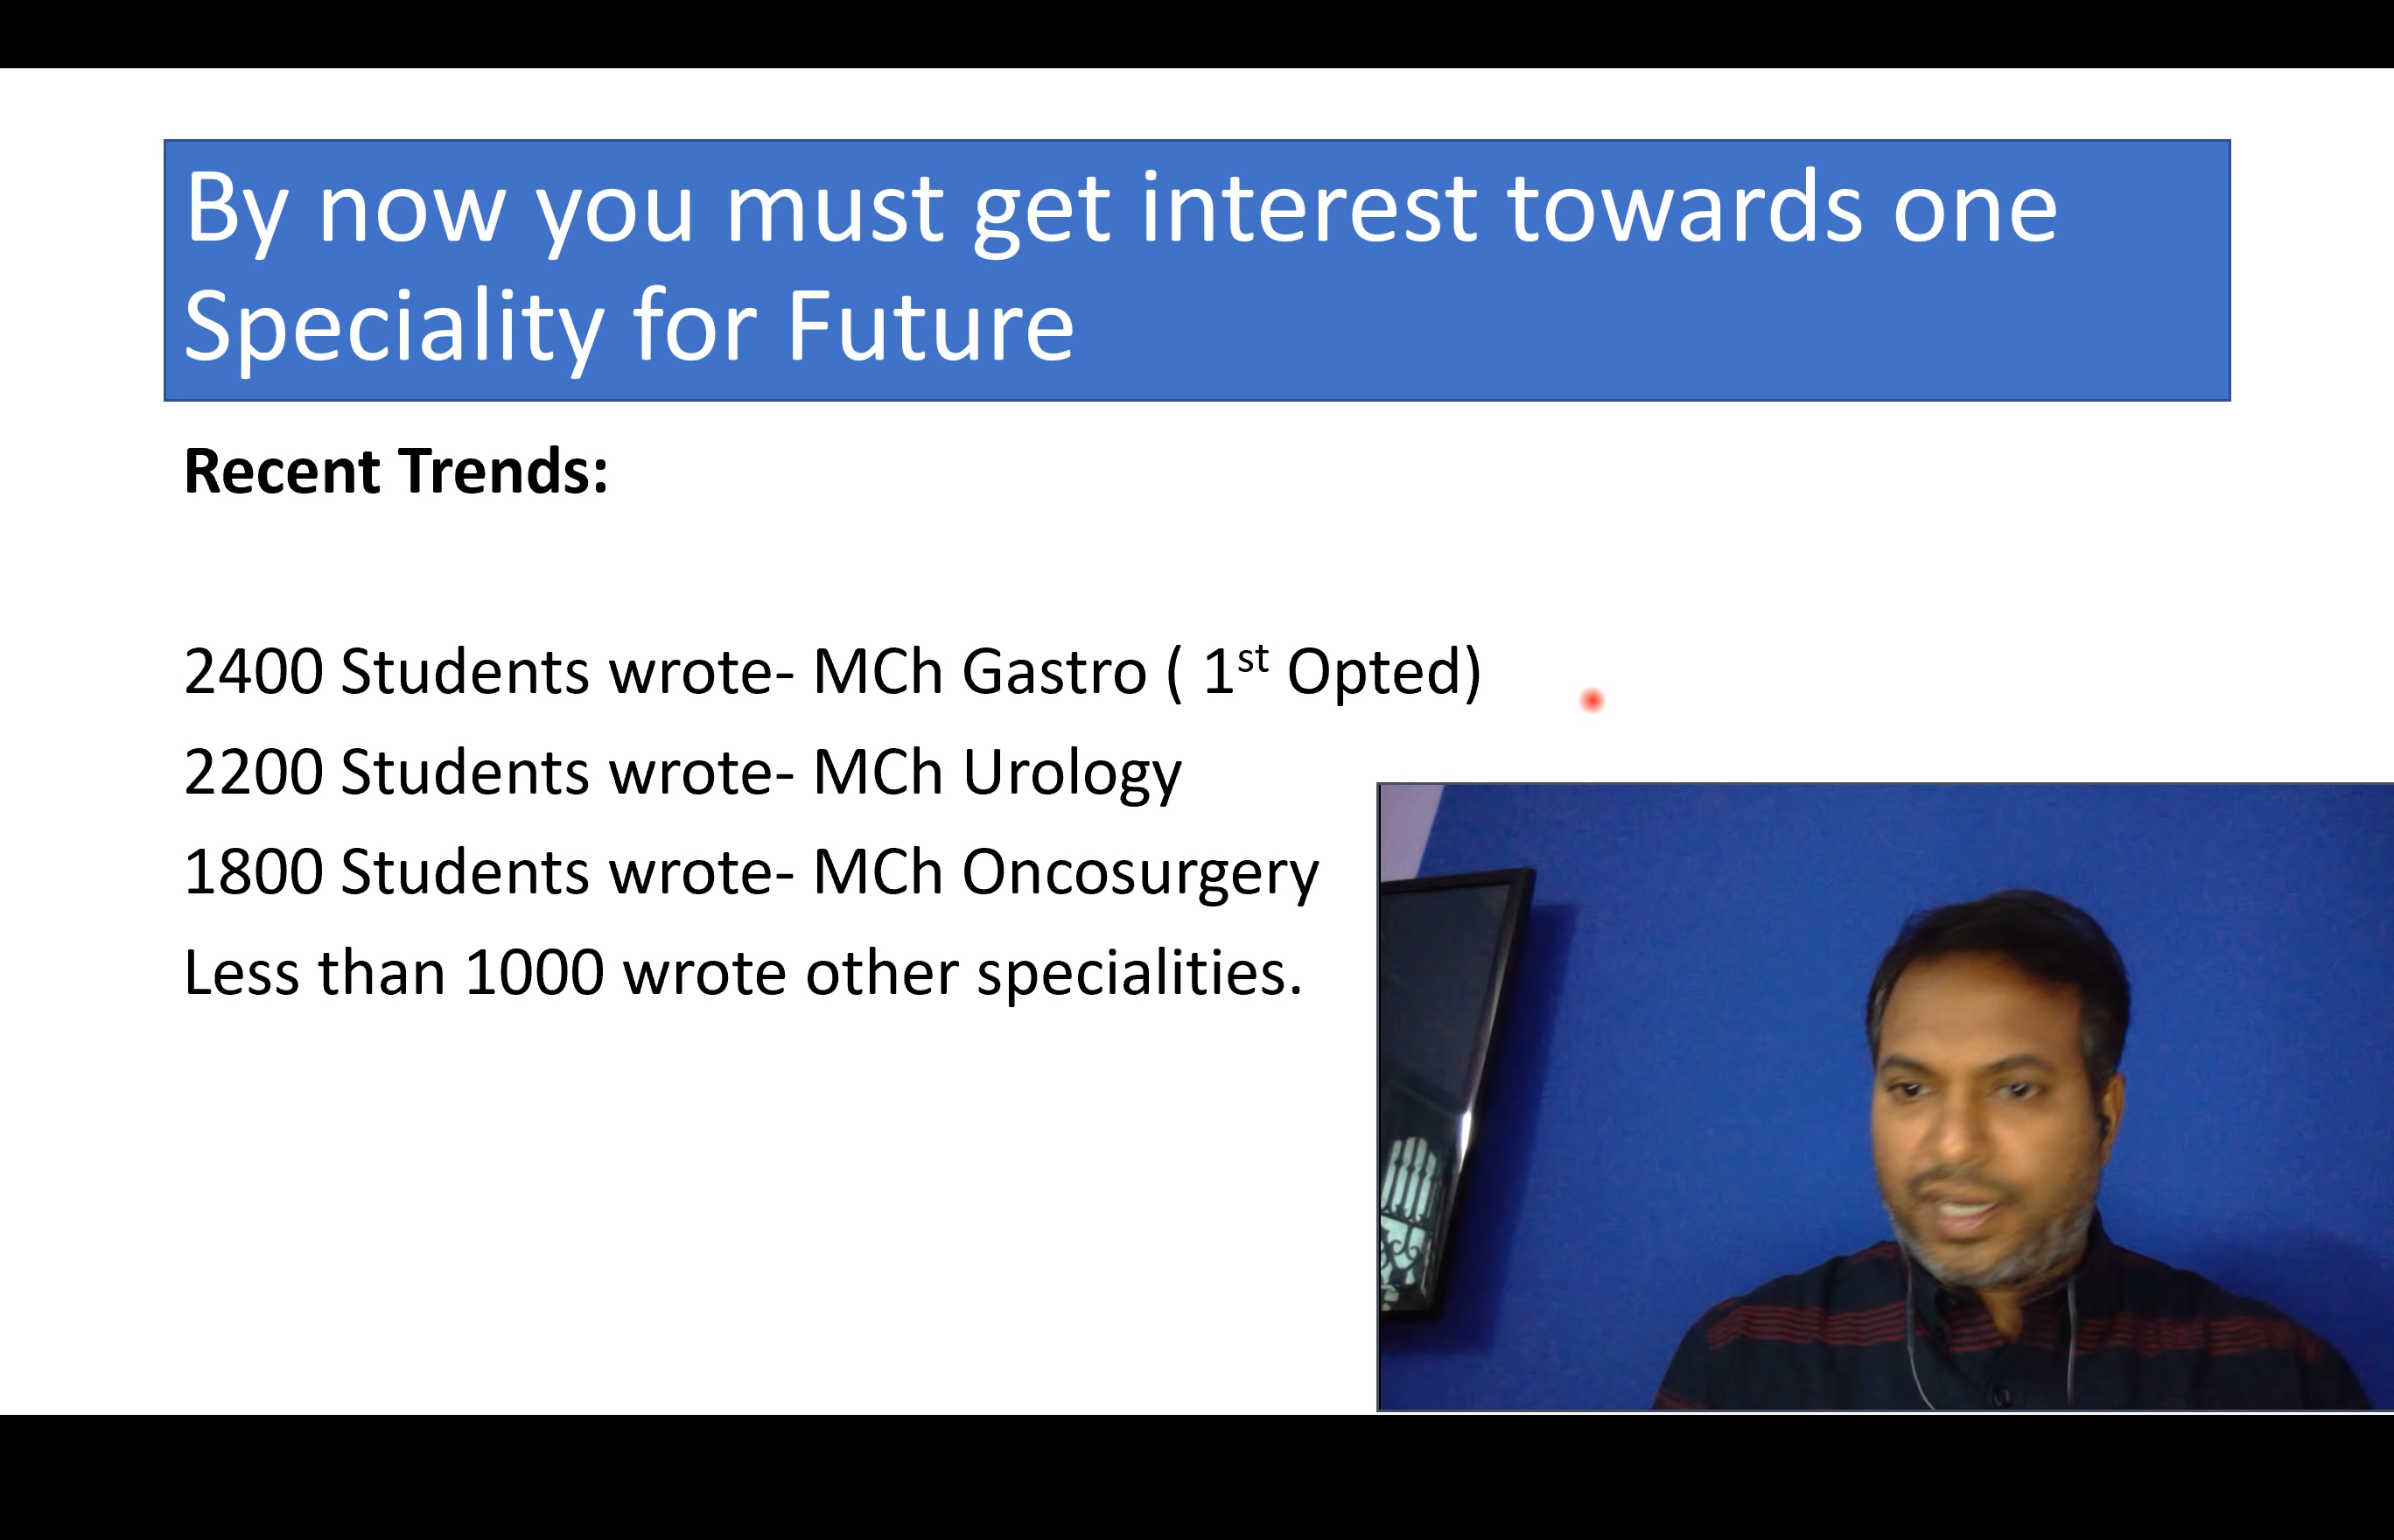 By now you must get interest towards one
Speciality for Future
Recent Trends:
2400 Students wrote- MCh Gastro ( 1st Opted)
2200 Students wrote- MCh Urology
1800 Students wrote- MCh Oncosurgery
Less than 1000 wrote other specialities.